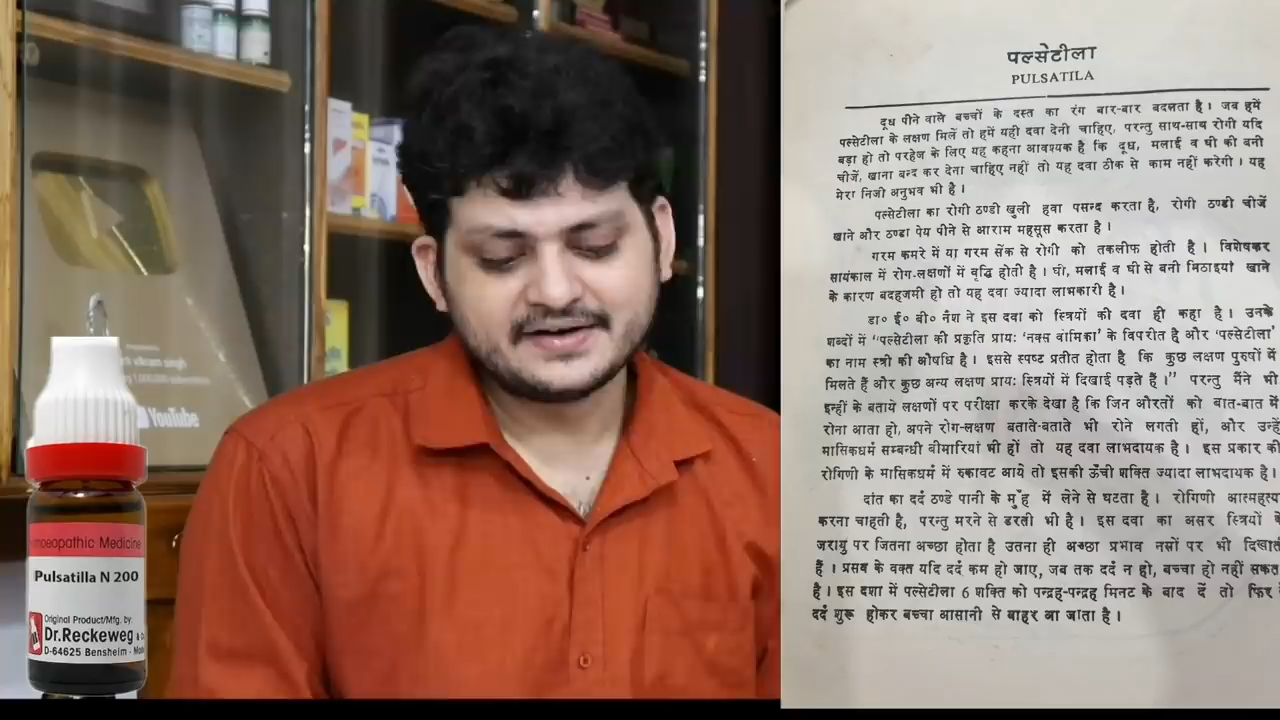 YouTube
Homoeopathic Medicine
Pulsatilla N 200
Original Product/Mfg. by:
Dr.Reckeweg & Co
D-64625 Bensheim -
पल्सेटीला
PULSATILA
दूध पीने वाले बच्चों के दस्त का रंग बार-बार बदलता है । जब हमें
पल्सेटीला के लक्षण मिलें तो हमें यही दवा देनी चाहिए, परन्तु साथ-साथ रोगी यदि
बड़ा हो तो परहेज के लिए यह कहना आवश्यक है कि दूध, मलाई व घी की बनी
चीजें, खाना बन्द कर देना चाहिए नहीं तो यह दवा ठीक से काम नहीं करेगी । यह
मेरा निजी अनुभव भी है ।
पल्सेटीला का रोगी ठण्डी खुली हवा पसन्द करता है, रोगी ठण्डी चीजें
खाने और ठण्डा पेय पीने से आराम महसूस करता है ।
गरम कमरे में या गरम सेंक से रोगी को तकलीफ होती है । विशेषकर
सायंकाल में रोग-लक्षणों में वृद्धि होती है । घी, मलाई व घी से बनी मिठाइयां खाने
के कारण बदहजमी हो तो यह दवा ज्यादा लाभकारी है ।
डा० ई० बी० नैश ने इस दवा को स्त्रियों की दवा ही कहा है । उनके
शब्दों में "पल्सेटीला की प्रकृति प्रायः 'नक्स वामिका' के विपरीत है और 'पल्सेटीला'
का नाम स्त्री की औषधि है । इससे स्पष्ट प्रतीत होता है कि कुछ लक्षण पुरुषों में
मिलते हैं और कुछ अन्य लक्षण प्रायः स्त्रियों में दिखाई पड़ते हैं ।" परन्तु मैंने भी
इन्हीं के बताये लक्षणों पर परीक्षा करके देखा है कि जिन औरतों को बात-बात में
रोना आता हो, अपने रोग-लक्षण बताते-बताते भी रोने लगती हों, और उन्हें
मासिकधर्म सम्बन्धी बीमारियां भी हों तो यह दवा लाभदायक है । इस प्रकार की
रोगिणी के मासिकधर्म में रुकावट आये तो इसकी ऊँची शक्ति ज्यादा लाभदायक है ।
दांत का दर्द ठण्डे पानी के मुँह में लेने से घटता है । रोगिणी आत्महत्य
करना चाहती है, परन्तु मरने से डरती भी है । इस दवा का असर स्त्रियों के
जरायु पर जितना अच्छा होता है उतना ही अच्छा प्रभाव नसों पर भी दिखाती
हैं । प्रसव के वक्त यदि दर्द कम हो जाए, जब तक दर्द न हो, बच्चा हो नहीं सकत
है । इस दशा में पल्सेटीला 6 शक्ति को पन्द्रह-पन्द्रह मिनट के बाद दें तो फिर
दर्द शुरू होकर बच्चा आसानी से बाहर आ जाता है ।